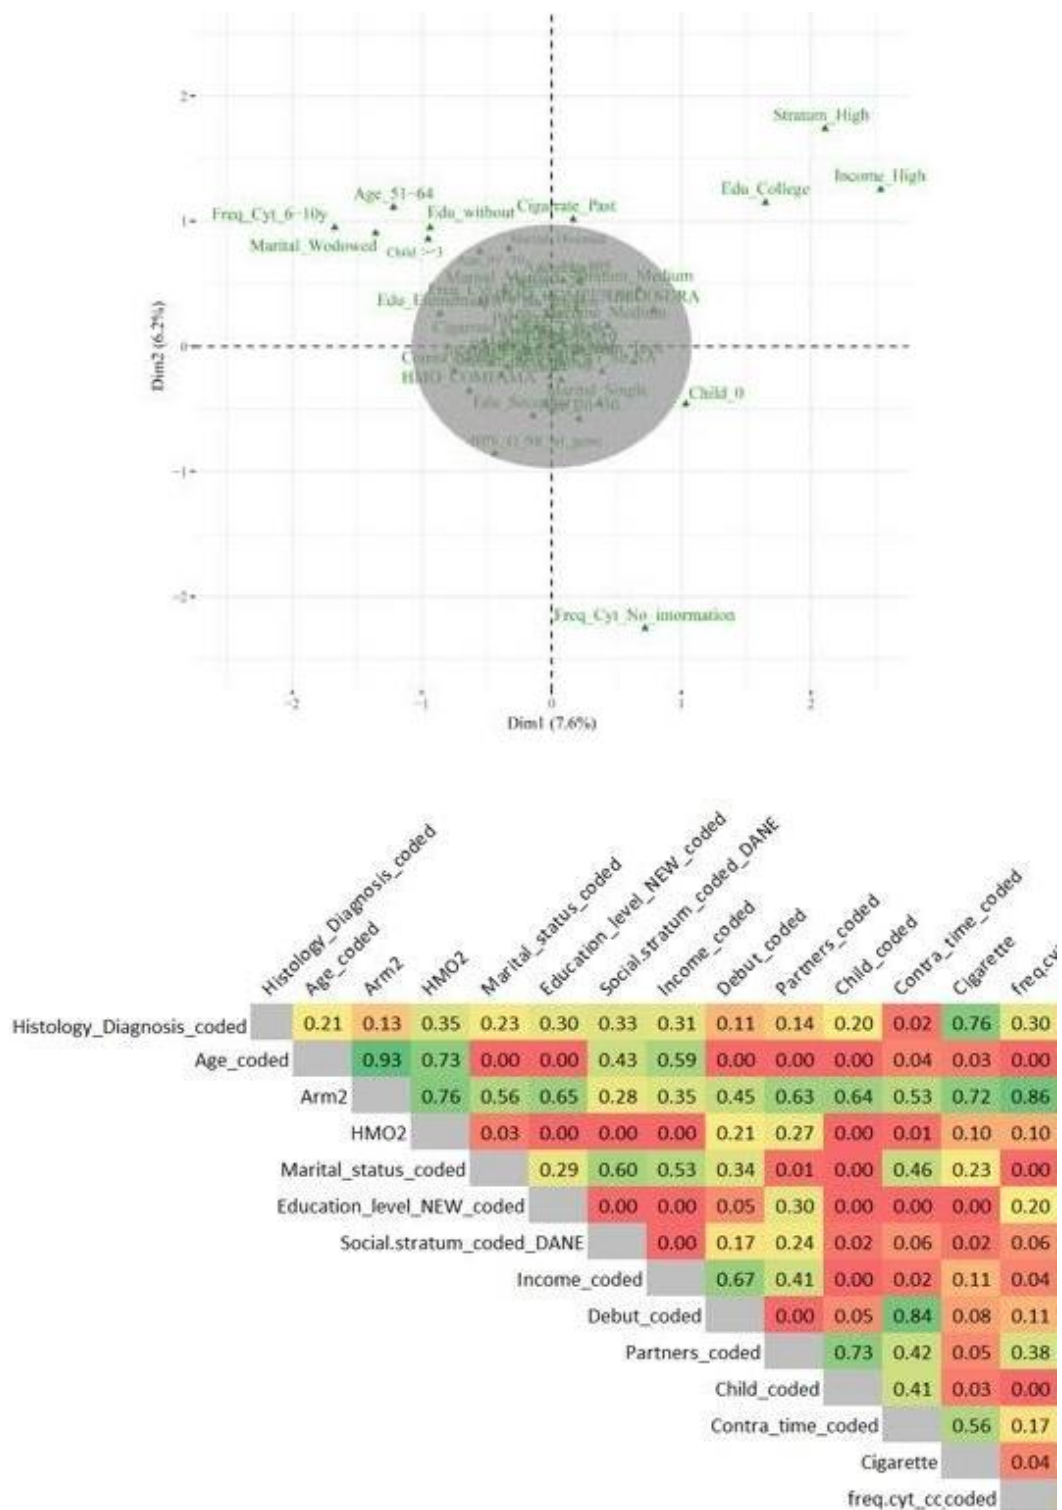 2
Stratum_High
Income_High
Edu_College
Age_51-64
Freq_Cyt_6-10y
Edu_without
Cigarrate_Past
1
Marital_Wodowed
Child >=3
Stratum_Medium
Medium
0
HMO_COMFAMA
Marital_Single
Child_0
-1
-2
Freq_Cyt_No_information
-2 -1 0 1 2
Dim1 (7.6%)
Dim2 (6.2%)
Histology_Diagnosis_coded
Age_coded
Arm2
HMO2
Marital_status_coded
Education_level_NEW_coded
Social.stratum_coded_DANE
Income_coded
Debut_coded
Partners_coded
Child_coded
Contra_time_coded
Cigarette
freq.cy
Histology_Diagnosis_coded 0.21 0.13 0.35 0.23 0.30 0.33 0.31 0.11 0.14 0.20 0.02 0.76 0.30
Age_coded 0.93 0.73 0.00 0.00 0.43 0.59 0.00 0.00 0.00 0.04 0.03 0.00
Arm2 0.76 0.56 0.65 0.28 0.35 0.45 0.63 0.64 0.53 0.72 0.86
HMO2 0.03 0.00 0.00 0.00 0.21 0.27 0.00 0.01 0.10 0.10
Marital_status_coded 0.29 0.60 0.53 0.34 0.01 0.00 0.46 0.23 0.00
Education_level_NEW_coded 0.00 0.00 0.05 0.30 0.00 0.00 0.00 0.20
Social.stratum_coded_DANE 0.00 0.17 0.24 0.02 0.06 0.02 0.06
Income_coded 0.67 0.41 0.00 0.02 0.11 0.04
Debut_coded 0.00 0.05 0.84 0.08 0.11
Partners_coded 0.73 0.42 0.05 0.38
Child_coded 0.41 0.03 0.00
Contra_time_coded 0.56 0.17
Cigarette 0.04
freq.cyt_cc coded